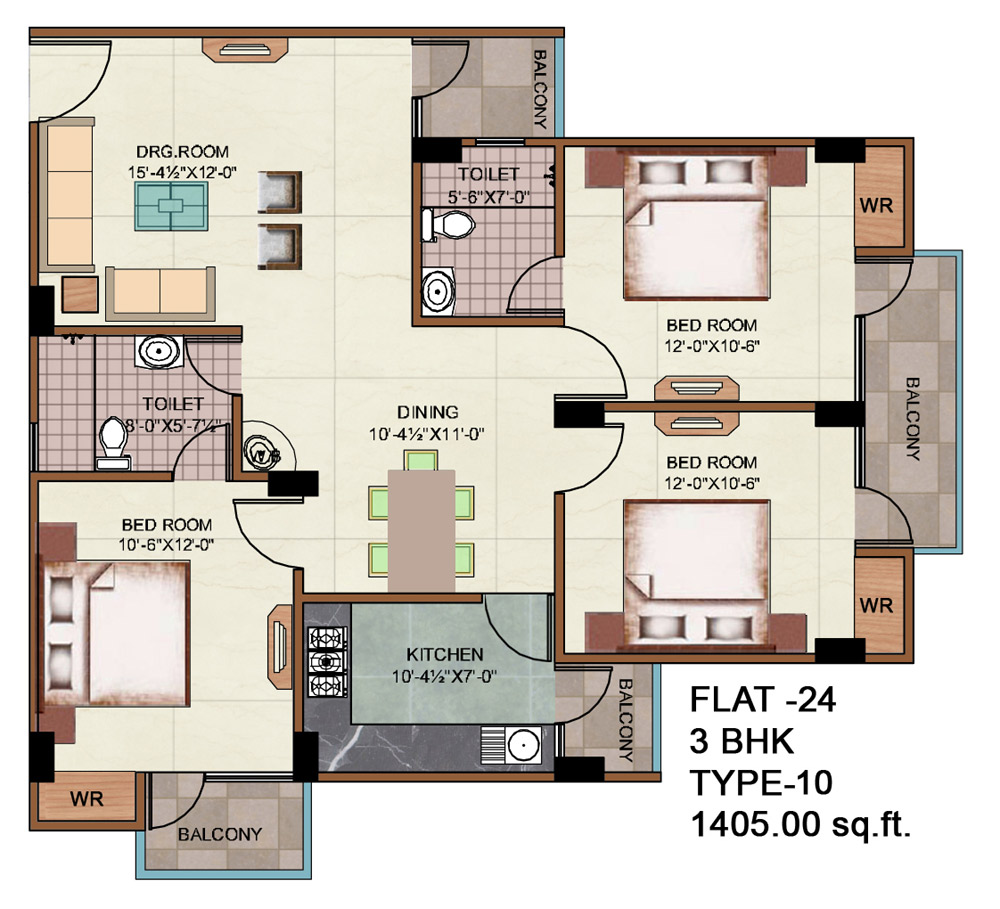 BALCONY
DRG.ROOM
15'-4½"X12'-0"
TOILET
5'-6"X7'-0"
WR
BED ROOM
12'-0"X10'-6"
BALCONY
TOILET
8'-0"X5'-7½"
DINING
10'-4½"X11'-0"
BED ROOM
12'-0"X10'-6"
BED ROOM
10'-6"X12'-0"
WR
KITCHEN
10'-4½"X7'-0"
BALCONY
WR
BALCONY
FLAT -24
3 BHK
TYPE-10
1405.00 sq.ft.